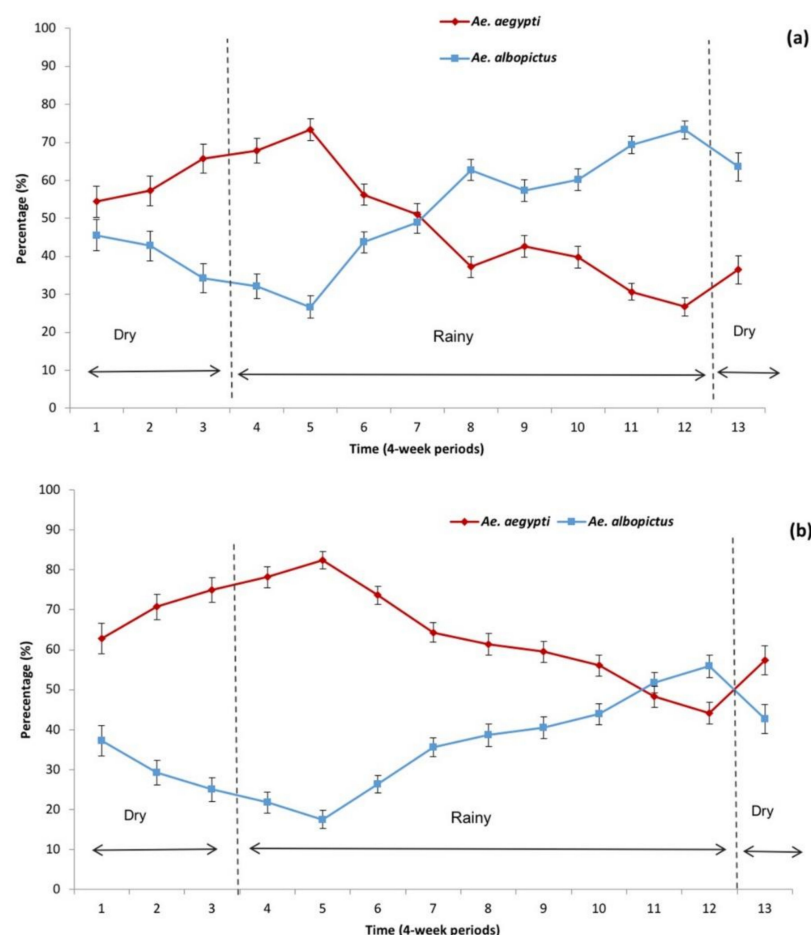 Ae. aegypti
Ae. albopictus
(a)
100
90
80
70
60
50
40
30
20
10
0
Percentage (%)
Dry
Rainy
Dry
1 2 3 4 5 6 7 8 9 10 11 12 13
Time (4-week periods)
Ae. aegypti Ae. albopictus
(b)
100
90
80
70
60
50
40
30
20
10
0
Perecentage (%)
Dry
Rainy
Dry
1 2 3 4 5 6 7 8 9 10 11 12 13
Time (4-week periods)